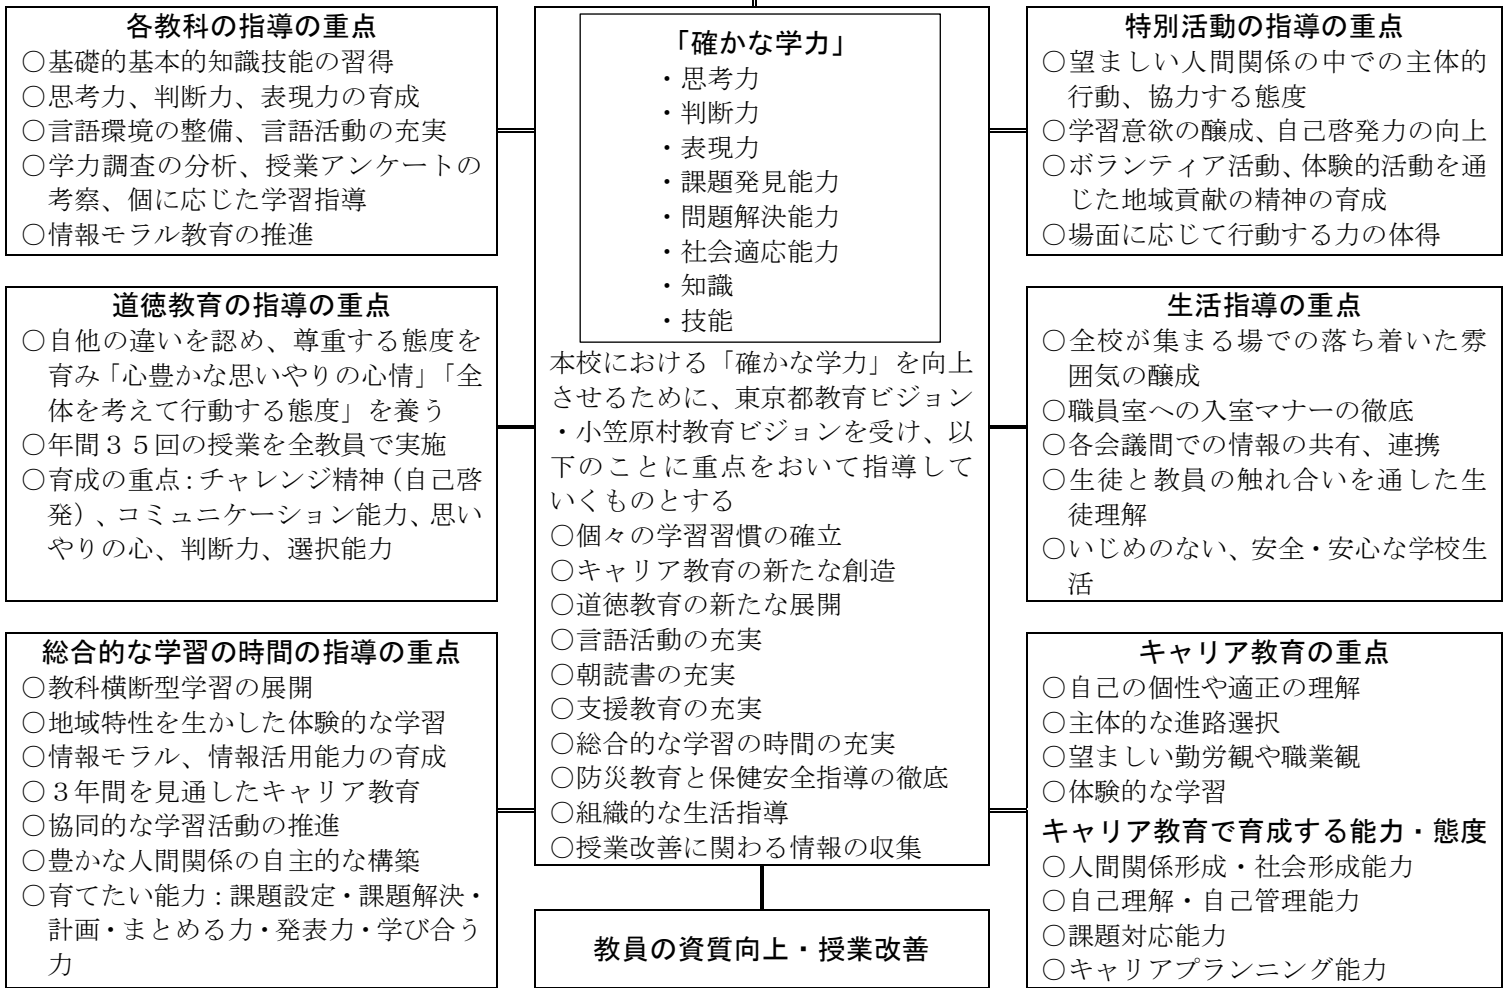 各教科の指導の重点
○基礎的基本的知識技能の習得
○思考力、判断力、表現力の育成
○言語環境の整備、言語活動の充実
○学力調査の分析、授業アンケートの
考察、個に応じた学習指導
○情報モラル教育の推進
道徳教育の指導の重点
○自他の違いを認め、尊重する態度を
育み「心豊かな思いやりの心情」「全
体を考えて行動する態度」を養う
○年間３５回の授業を全教員で実施
○育成の重点：チャレンジ精神（自己啓
発）、コミュニケーション能力、思い
やりの心、判断力、選択能力
総合的な学習の時間の指導の重点
○教科横断型学習の展開
○地域特性を生かした体験的な学習
○情報モラル、情報活用能力の育成
○３年間を見通したキャリア教育
○協同的な学習活動の推進
○豊かな人間関係の自主的な構築
○育てたい能力：課題設定・課題解決・
計画・まとめる力・発表力・学び合う
力
「確かな学力」
・思考力
・判断力
・表現力
・課題発見能力
・問題解決能力
・社会適応能力
・知識
・技能
本校における「確かな学力」を向上
させるために、東京都教育ビジョン
・小笠原村教育ビジョンを受け、以
下のことに重点をおいて指導して
いくものとする
○個々の学習習慣の確立
○キャリア教育の新たな創造
○道徳教育の新たな展開
○言語活動の充実
○朝読書の充実
○支援教育の充実
○総合的な学習の時間の充実
○防災教育と保健安全指導の徹底
○組織的な生活指導
○授業改善に関わる情報の収集
教員の資質向上・授業改善
特別活動の指導の重点
○望ましい人間関係の中での主体的
行動、協力する態度
○学習意欲の醸成、自己啓発力の向上
○ボランティア活動、体験的活動を通
じた地域貢献の精神の育成
○場面に応じて行動する力の体得
生活指導の重点
○全校が集まる場での落ち着いた雰
囲気の醸成
○職員室への入室マナーの徹底
○各会議間での情報の共有、連携
○生徒と教員の触れ合いを通した生
徒理解
○いじめのない、安全・安心な学校生
活
キャリア教育の重点
○自己の個性や適正の理解
○主体的な進路選択
○望ましい勤労観や職業観
○体験的な学習
キャリア教育で育成する能力・態度
○人間関係形成・社会形成能力
○自己理解・自己管理能力
○課題対応能力
○キャリアプランニング能力